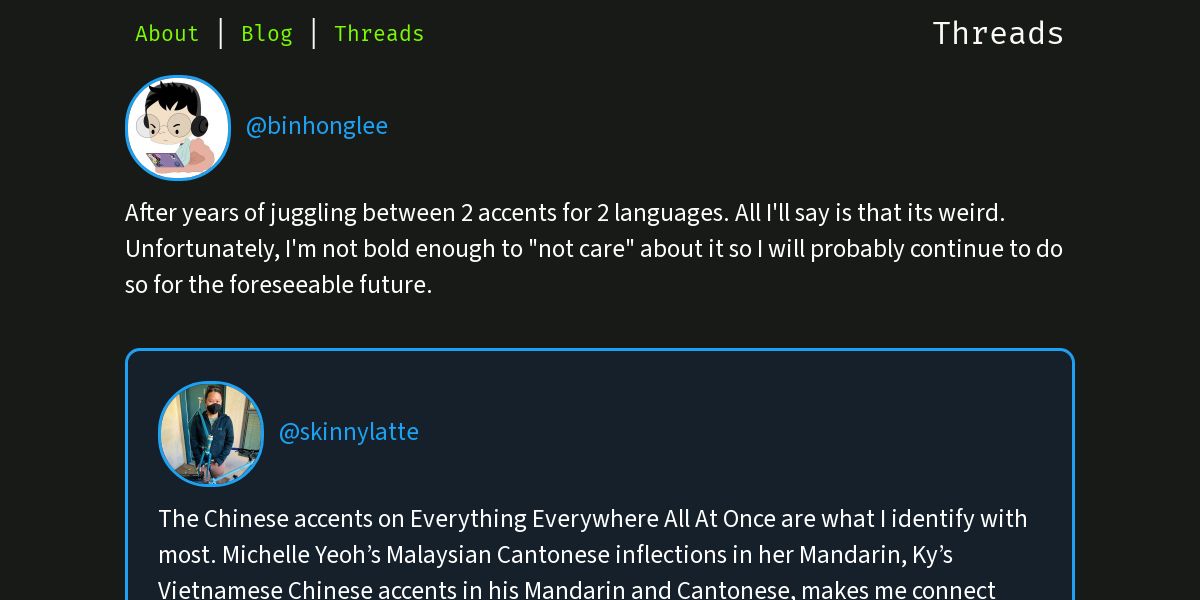 About | Blog | Threads
Threads
@binhonglee
After years of juggling between 2 accents for 2 languages. All I'll say is that its weird.
Unfortunately, I'm not bold enough to "not care" about it so I will probably continue to do
so for the foreseeable future.
@skinnylatte
The Chinese accents on Everything Everywhere All At Once are what I identify with
most. Michelle Yeoh’s Malaysian Cantonese inflections in her Mandarin, Ky’s
Vietnamese Chinese accents in his Mandarin and Cantonese, makes me connect